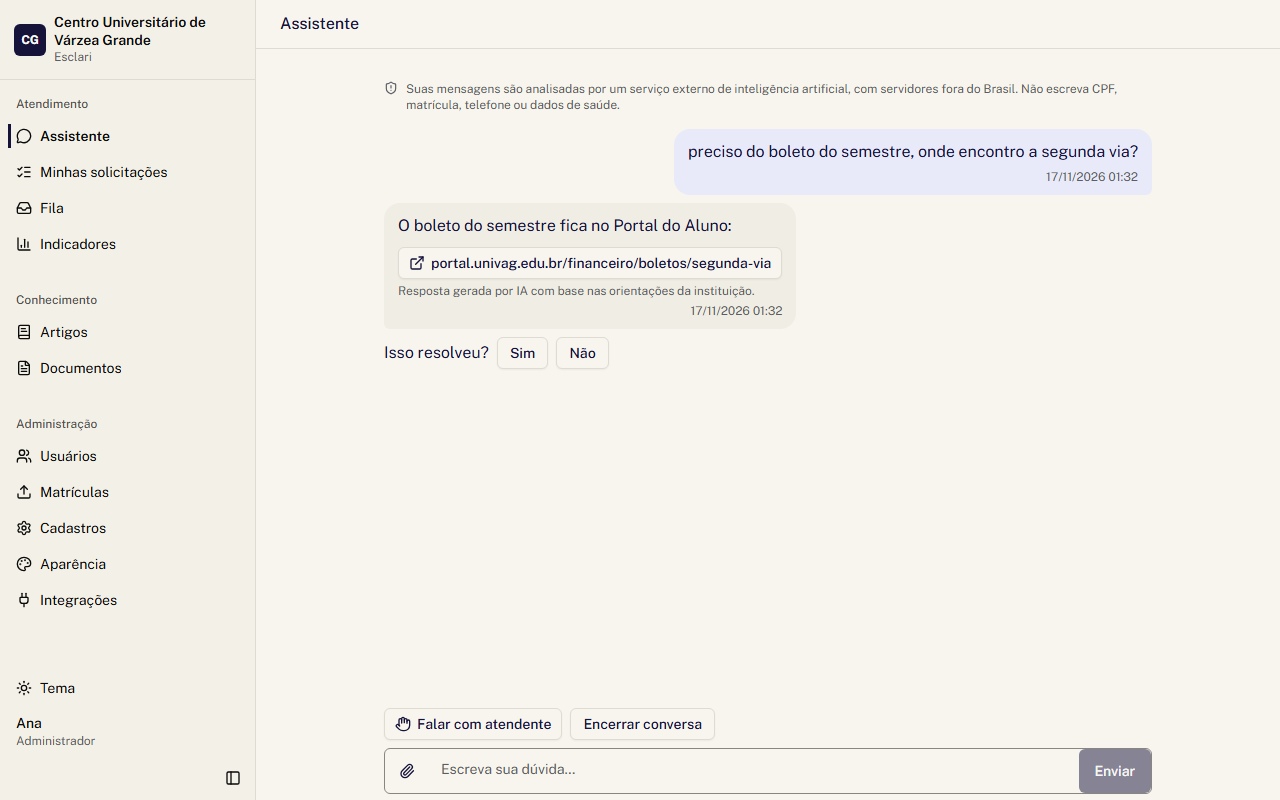 CG
Centro Universitário de
Várzea Grande
Esclari
Atendimento
Assistente
Minhas solicitações
Fila
Indicadores
Conhecimento
Artigos
Documentos
Administração
Usuários
Matrículas
Cadastros
Aparência
Integrações
Tema
Ana
Administrador
Assistente
Suas mensagens são analisadas por um serviço externo de inteligência artificial, com servidores fora do Brasil. Não escreva CPF,
matrícula, telefone ou dados de saúde.
preciso do boleto do semestre, onde encontro a segunda via?
17/11/2026 01:32
O boleto do semestre fica no Portal do Aluno:
portal.univag.edu.br/financeiro/boletos/segunda-via
Resposta gerada por IA com base nas orientações da instituição.
17/11/2026 01:32
Isso resolveu? Sim Não
Falar com atendente Encerrar conversa
Escreva sua dúvida... Enviar